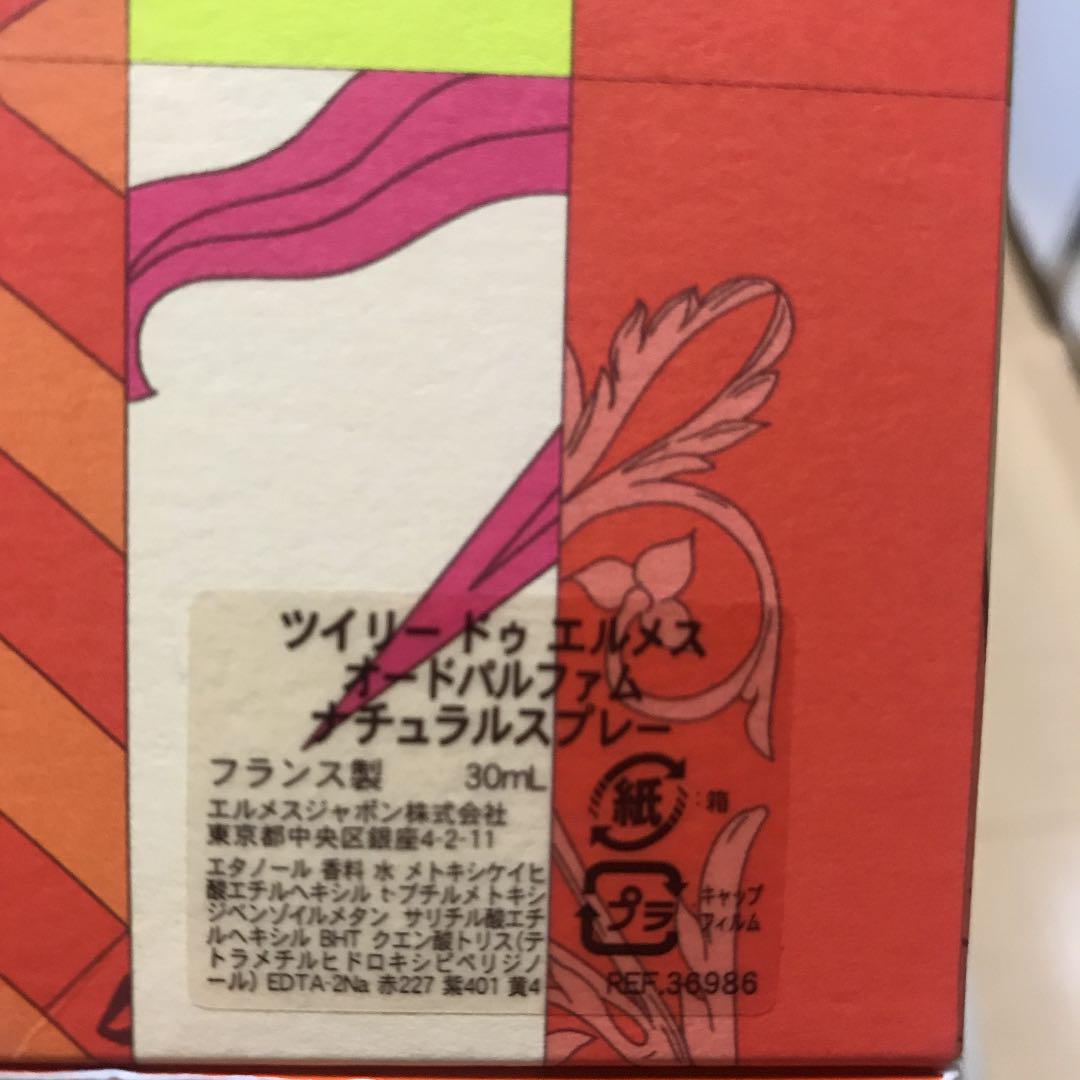 ツイリー ドゥ エルメス
オードパルファム
ナチュラルスプレー
フランス製 30mL
エルメスジャポン株式会社
東京都中央区銀座4-2-11
エタノール 香料 水 メトキシケイヒ
酸エチルヘキシル t-ブチルメトキシ
ジベンゾイルメタン サリチル酸エチ
ルヘキシル BHT クエン酸トリス(テ
トラメチルヒドロキシピペリジノ
ール) EDTA-2Na 赤227 紫401 黄4
紙 :箱
プラ キャップ
フィルム
REF.36986